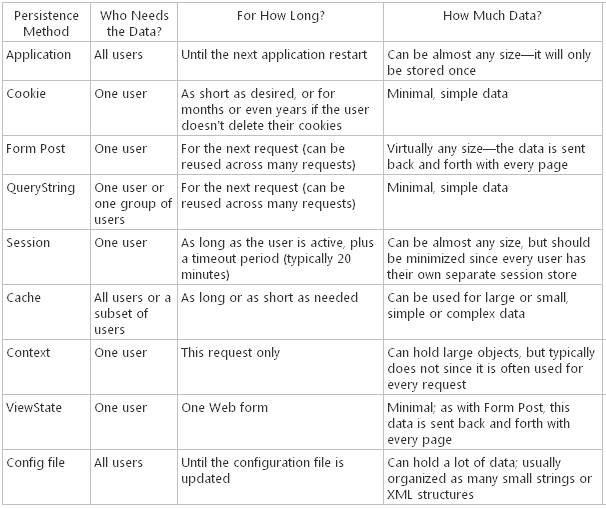 Persistence Method
Who Needs the Data?
For How Long?
How Much Data?
Application
All users
Until the next application restart
Can be almost any size—it will only
be stored once
Cookie
One user
As short as desired, or for
months or even years if the user
doesn't delete their cookies
Minimal, simple data
Form Post
One user
For the next request (can be
reused across many requests)
Virtually any size—the data is sent
back and forth with every page
QueryString
One user or
one group of
users
For the next request (can be
reused across many requests)
Minimal, simple data
Session
One user
As long as the user is active, plus
a timeout period (typically 20
minutes)
Can be almost any size, but should
be minimized since every user has
their own separate session store
Cache
All users or a
subset of
users
As long or as short as needed
Can be used for large or small,
simple or complex data
Context
One user
This request only
Can hold large objects, but typically
does not since it is often used for
every request
ViewState
One user
One Web form
Minimal; as with Form Post, this
data is sent back and forth with
every page
Config file
All users
Until the configuration file is
updated
Can hold a lot of data; usually
organized as many small strings or
XML structures